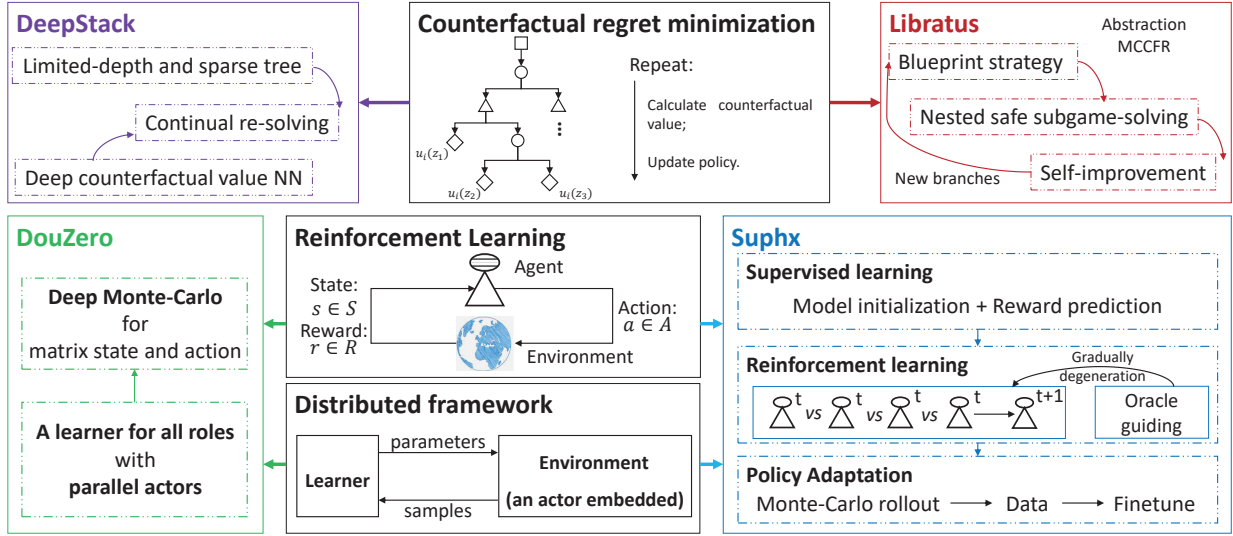 DeepStack
Limited-depth and sparse tree
Continual re-solving
Deep counterfactual value NN
Counterfactual regret minimization
Repeat:
Calculate counterfactual
value;
Update policy.
u_i(z_1)
u_i(z_2)
u_i(z_3)
Libratus
Abstraction
MCCFR
Blueprint strategy
Nested safe subgame-solving
Self-improvement
New branches
DouZero
Deep Monte-Carlo
for
matrix state and action
A learner for all roles
with
parallel actors
Reinforcement Learning
Agent
State:
s ∈ S
Reward:
r ∈ R
Action:
a ∈ A
Environment
Distributed framework
Learner
parameters
samples
Environment
(an actor embedded)
Suphx
Supervised learning
Model initialization + Reward prediction
Reinforcement learning
Gradually
degeneration
t vs t vs t vs t t+1
Oracle
guiding
Policy Adaptation
Monte-Carlo rollout Data Finetune